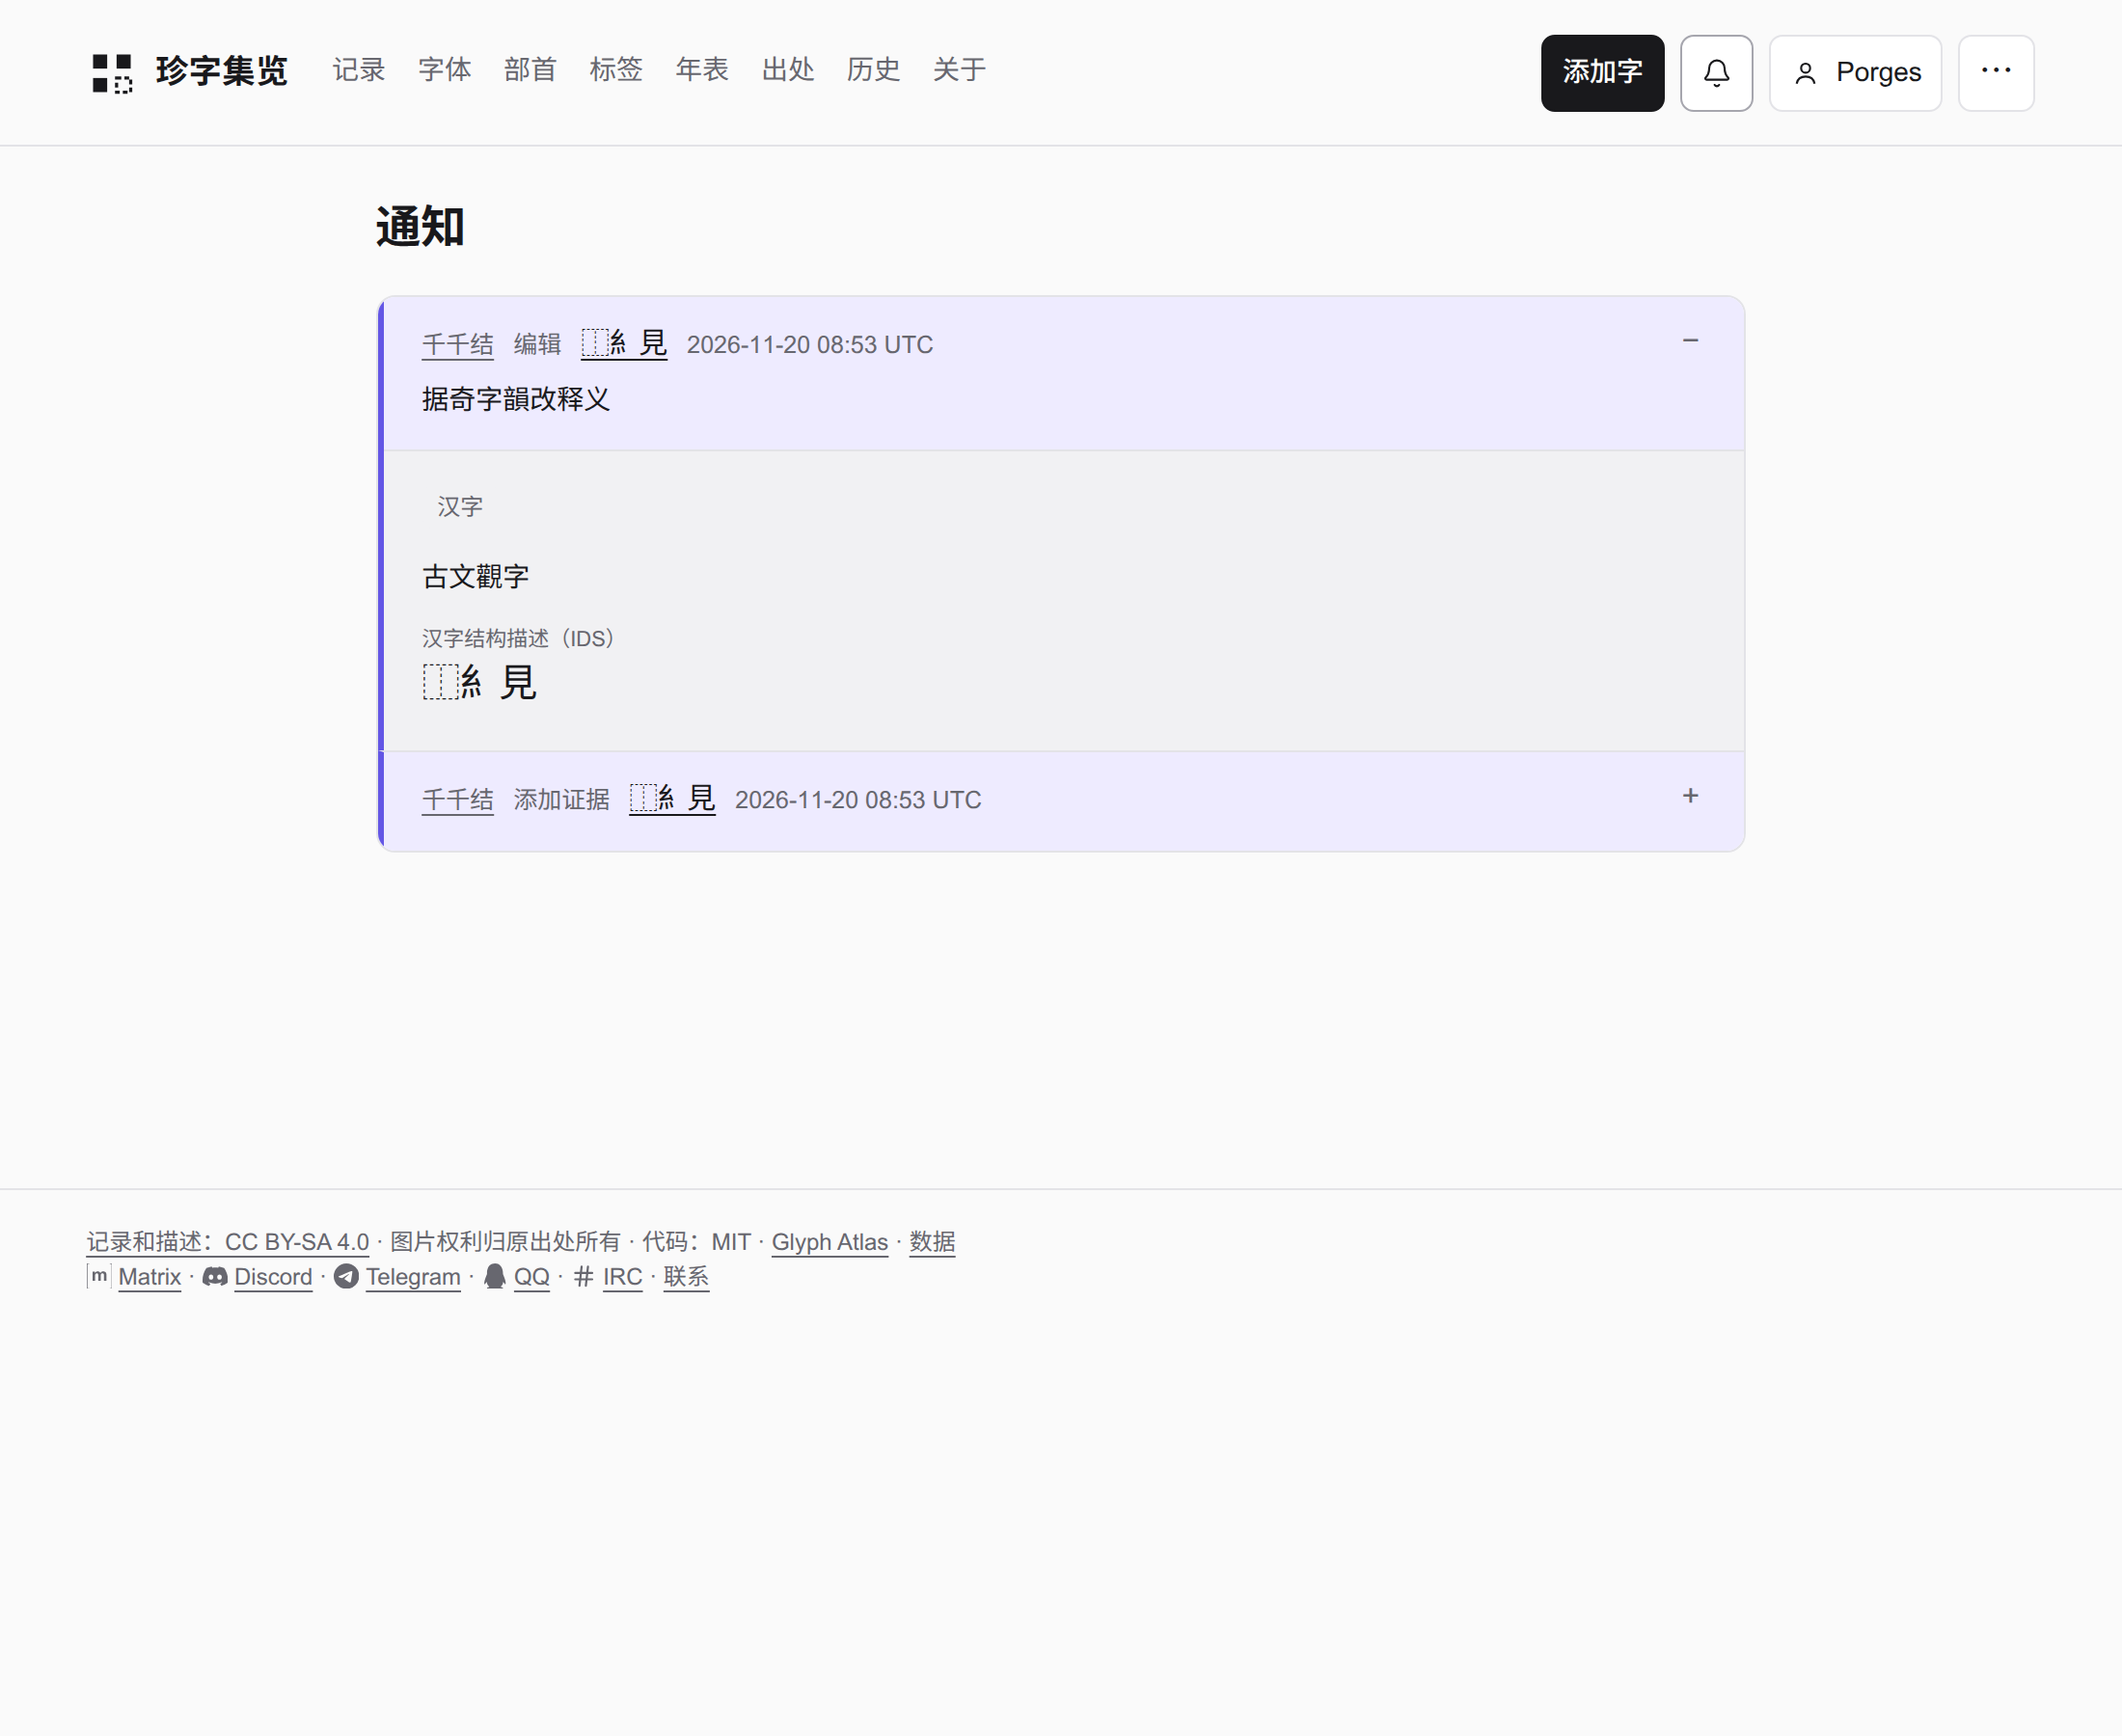 珍字集览 记录 字体 部首 标签 年表 出处 历史 关于 添加字 Porges ···
通知
千千结 编辑 ⿰糹見 2026-11-20 08:53 UTC −
据奇字韻改释义
汉字
古文觀字
汉字结构描述（IDS）
⿰糹見
千千结 添加证据 ⿰糹見 2026-11-20 08:53 UTC +
记录和描述：CC BY-SA 4.0 · 图片权利归原出处所有 · 代码：MIT · Glyph Atlas · 数据
[m] Matrix · Discord · Telegram · QQ · # IRC · 联系